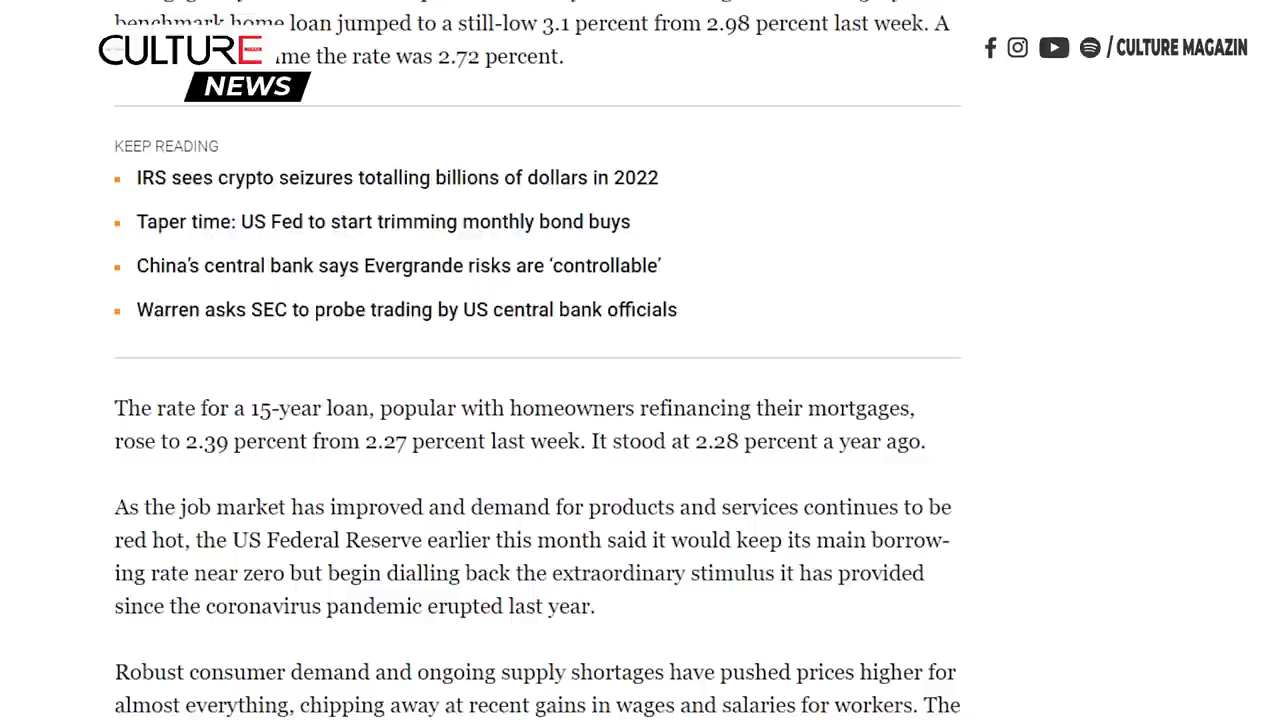 benchmark home loan jumped to a still-low 3.1 percent from 2.98 percent last week. A
the rate was 2.72 percent.
CULTURE
NEWS
/ CULTURE MAGAZIN
KEEP READING
IRS sees crypto seizures totalling billions of dollars in 2022
Taper time: US Fed to start trimming monthly bond buys
China’s central bank says Evergrande risks are ‘controllable’
Warren asks SEC to probe trading by US central bank officials
The rate for a 15-year loan, popular with homeowners refinancing their mortgages,
rose to 2.39 percent from 2.27 percent last week. It stood at 2.28 percent a year ago.
As the job market has improved and demand for products and services continues to be
red hot, the US Federal Reserve earlier this month said it would keep its main borrow-
ing rate near zero but begin dialling back the extraordinary stimulus it has provided
since the coronavirus pandemic erupted last year.
Robust consumer demand and ongoing supply shortages have pushed prices higher for
almost everything, chipping away at recent gains in wages and salaries for workers. The